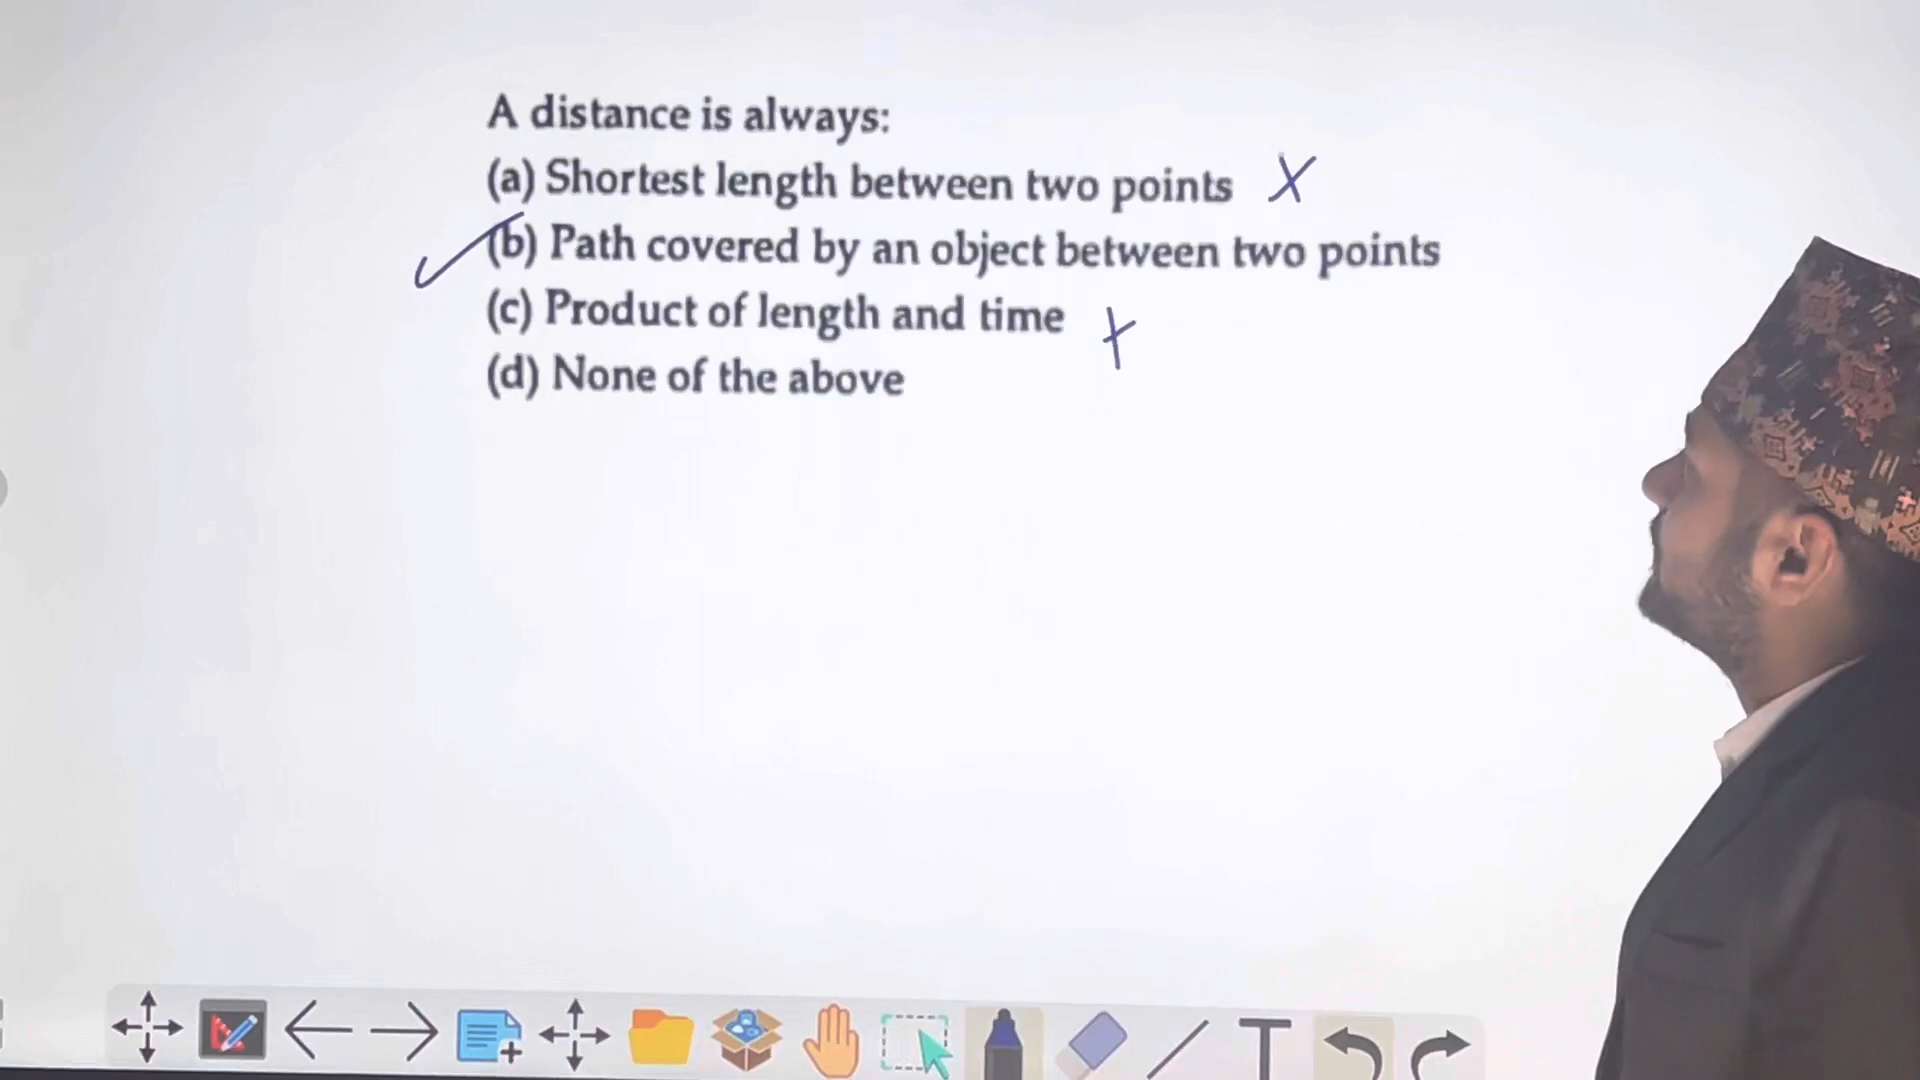 A distance is always:
(a) Shortest length between two points
(b) Path covered by an object between two points
(c) Product of length and time
(d) None of the above